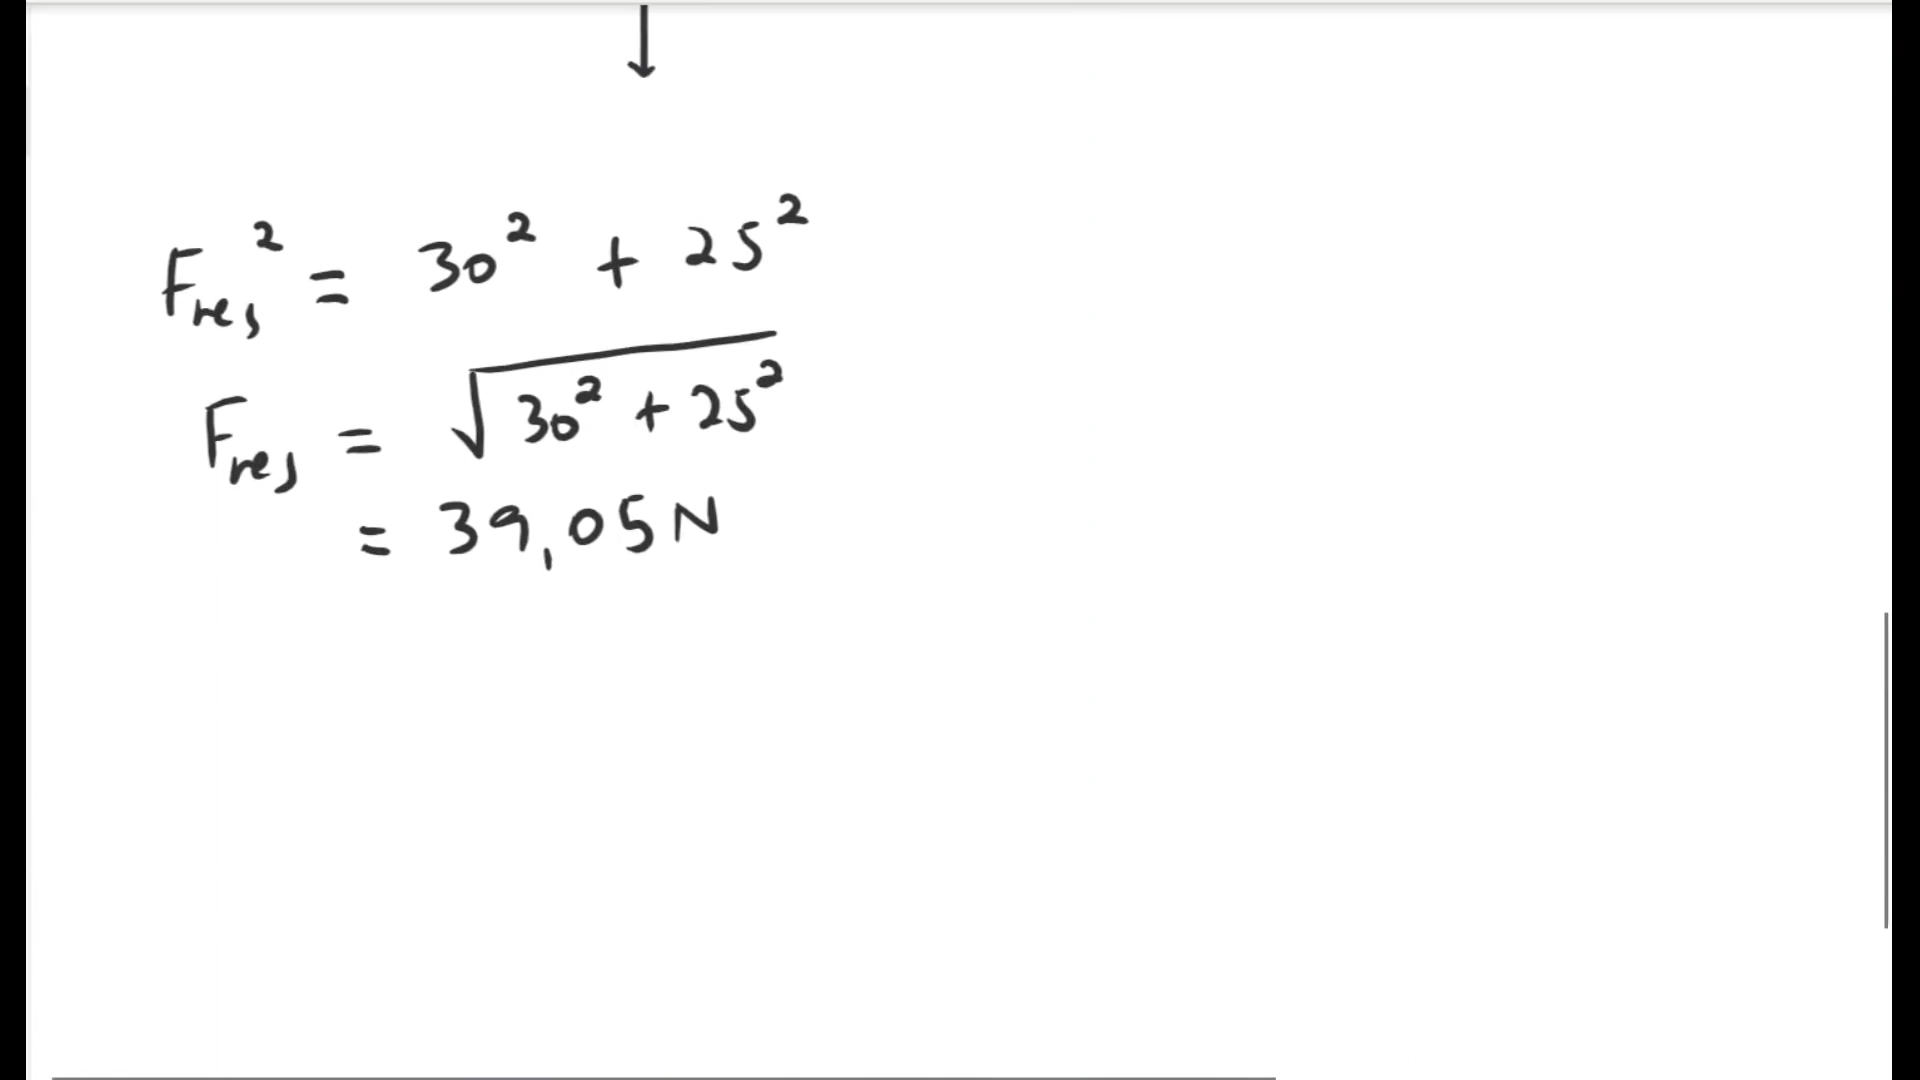 F_res² = 30² + 25²
F_res = √(30² + 25²)
= 39,05 N